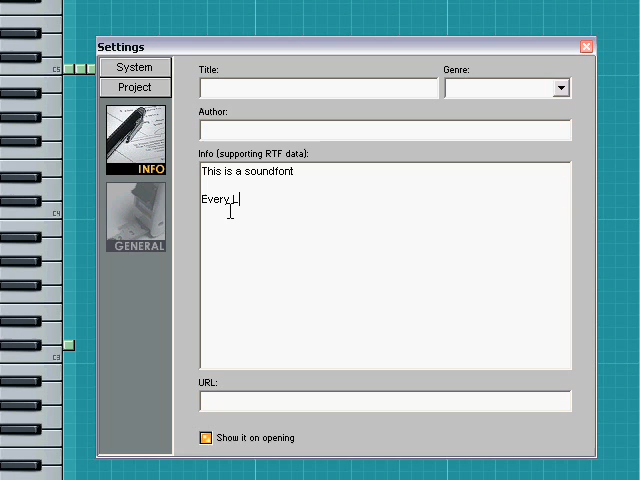 Settings
System
Project
INFO
GENERAL
Title:
Genre:
Author:
Info (supporting RTF data):
This is a soundfont
Every L
URL:
Show it on opening
C5
C4
C3